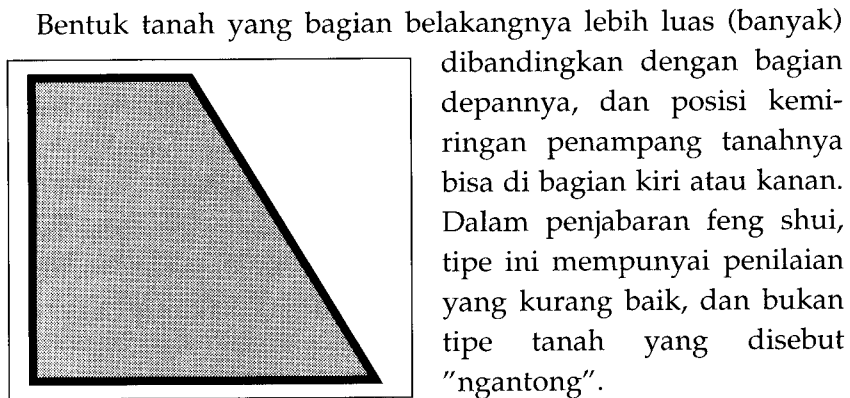 Bentuk tanah yang bagian belakangnya lebih luas (banyak)
dibandingkan dengan bagian
depannya, dan posisi kemi-
ringan penampang tanahnya
bisa di bagian kiri atau kanan.
Dalam penjabaran feng shui,
tipe ini mempunyai penilaian
yang kurang baik, dan bukan
tipe tanah yang disebut
"ngantong".